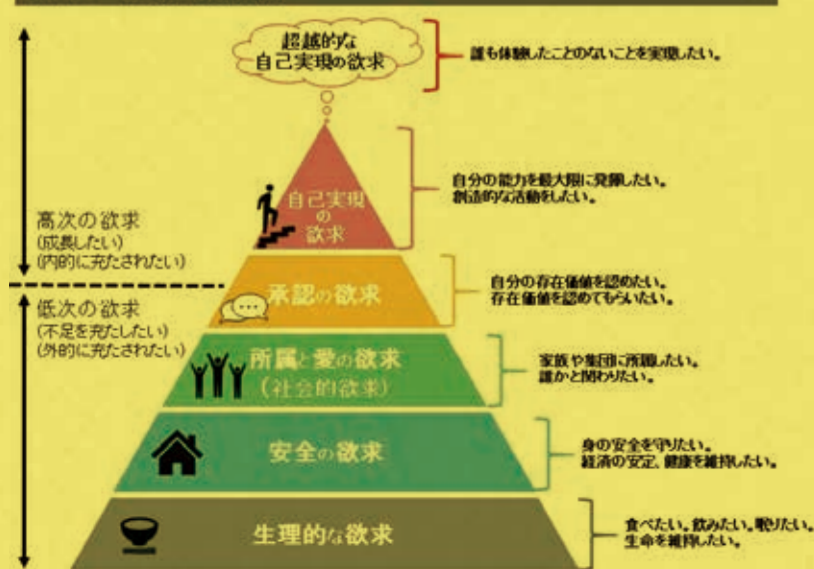 超越的な
自己実現の欲求
誰も体験したことのないことを実現したい。
自己実現
の
欲求
自分の能力を最大限に発揮したい。
創造的な活動をしたい。
高次の欲求
(成長したい)
(内的に充たされたい)
承認の欲求
自分の存在価値を認めたい。
存在価値を認めてもらいたい。
低次の欲求
(不足を充たしたい)
(外的に充たされたい)
所属と愛の欲求
(社会的欲求)
家族や集団に所属したい。
誰かと関わりたい。
安全の欲求
身の安全を守りたい。
経済の安定、健康を維持したい。
生理的な欲求
食べたい。飲みたい。眠りたい。
生命を維持したい。